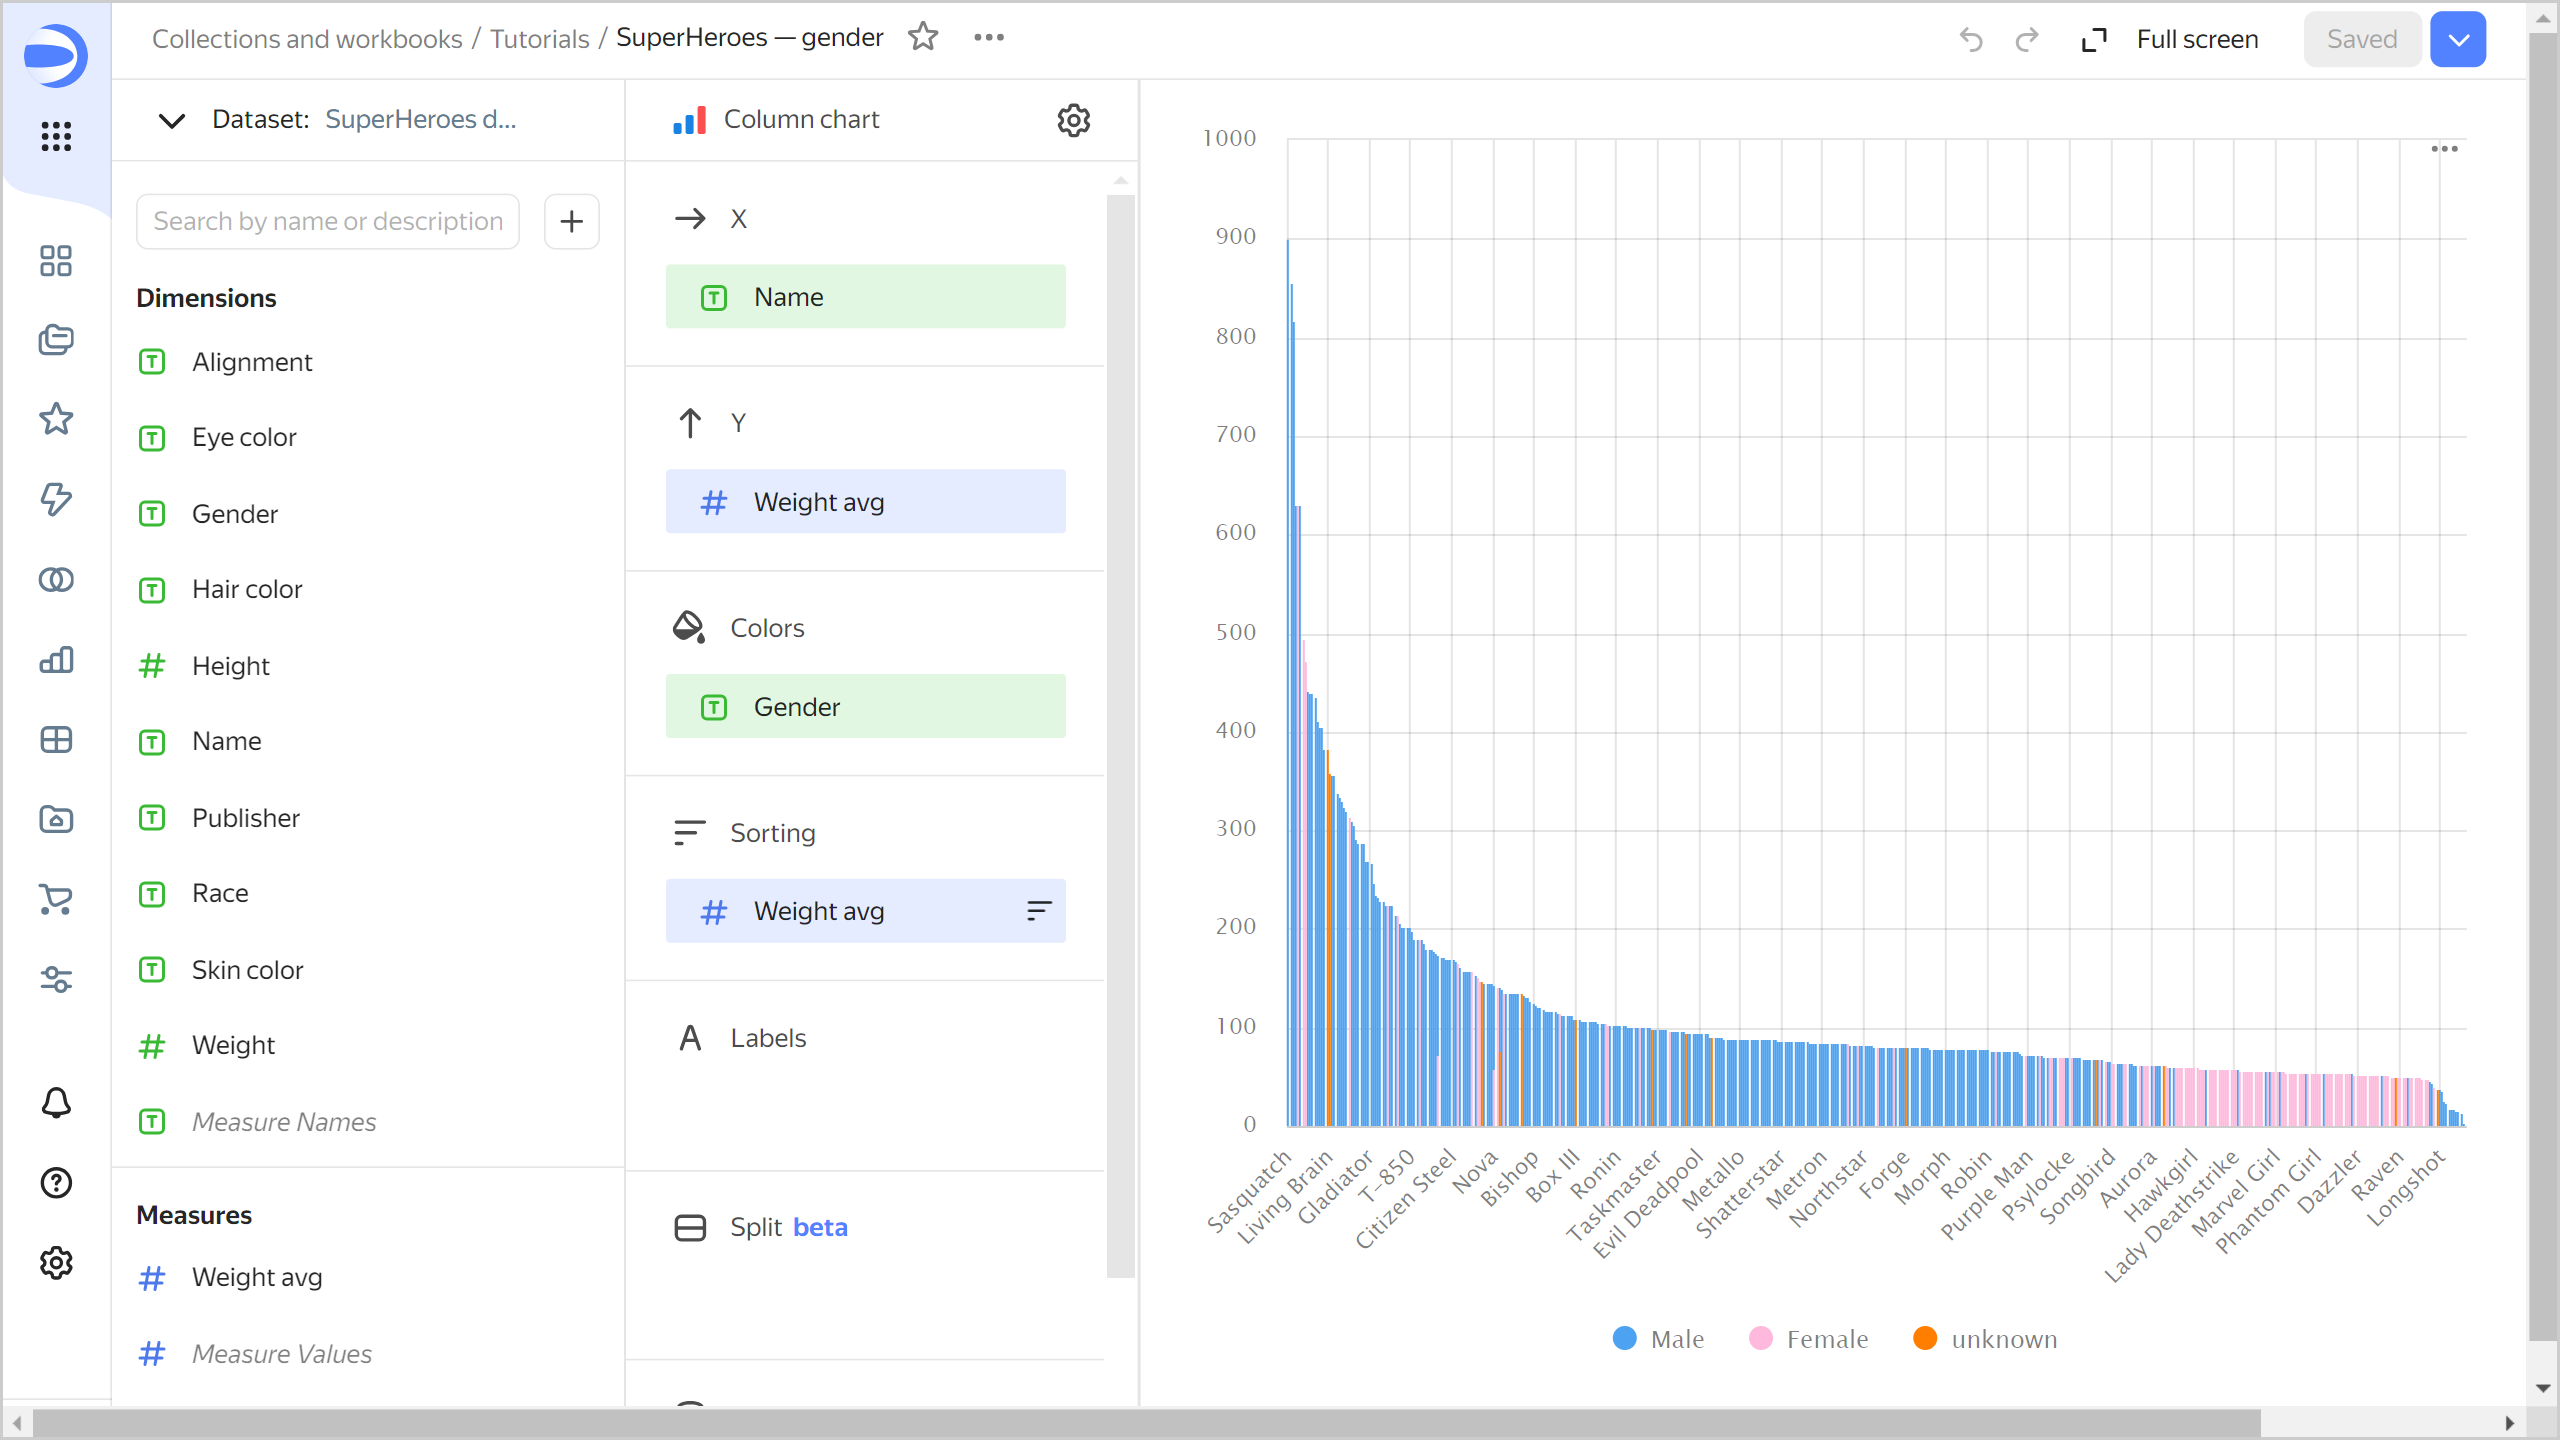 Collections and workbooks / Tutorials / SuperHeroes — gender
Full screen
Saved
Dataset: SuperHeroes d...
Search by name or description
Dimensions
Alignment
Eye color
Gender
Hair color
Height
Name
Publisher
Race
Skin color
Weight
Measure Names
Measures
Weight avg
Measure Values
Column chart
X
Name
Y
Weight avg
Colors
Gender
Sorting
Weight avg
Labels
Split beta
1000
900
800
700
600
500
400
300
200
100
0
Sasquatch
Living Brain
Gladiator
T-850
Citizen Steel
Nova
Bishop
Box III
Ronin
Taskmaster
Evil Deadpool
Metallo
Shatterstar
Metron
Northstar
Forge
Morph
Robin
Purple Man
Psylocke
Songbird
Aurora
Hawkgirl
Lady Deathstrike
Marvel Girl
Phantom Girl
Dazzler
Raven
Longshot
Male
Female
unknown